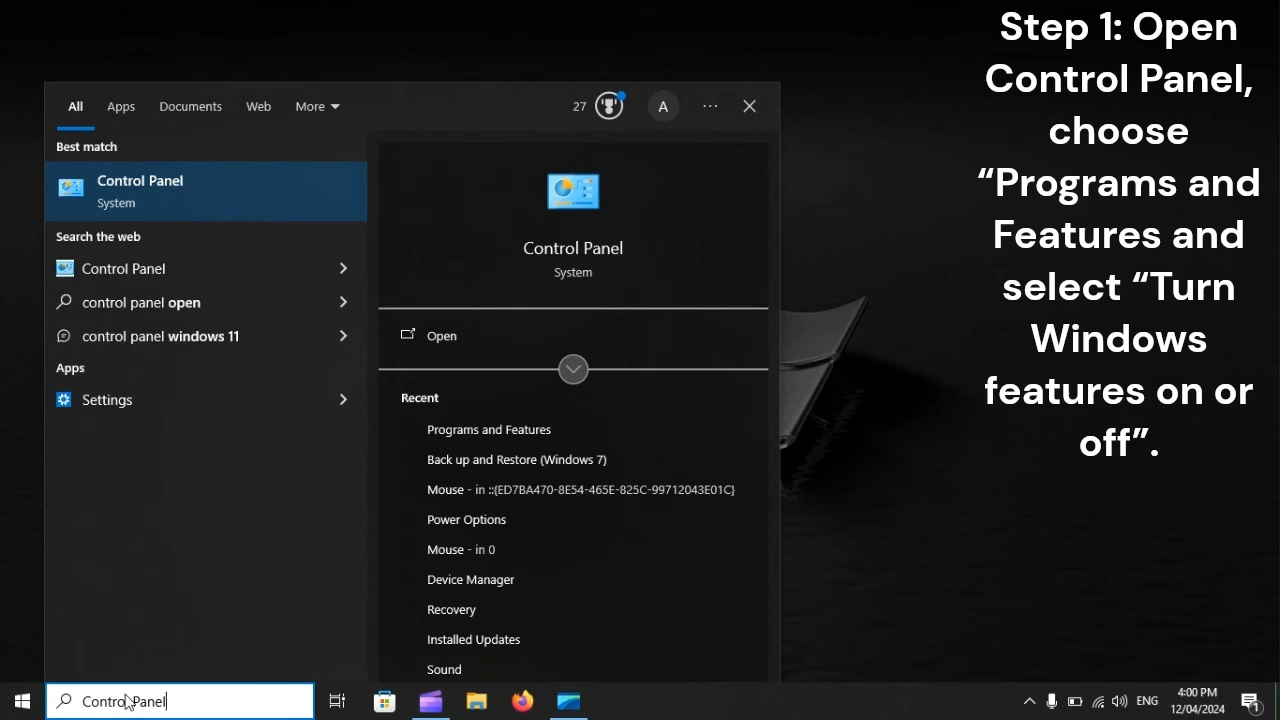 Step 1: Open
Control Panel,
choose
“Programs and
Features and
select “Turn
Windows
features on or
off”.
All Apps Documents Web More
27 A ...
Best match
Control Panel
System
Search the web
Control Panel
control panel open
control panel windows 11
Apps
Settings
Control Panel
System
Open
Recent
Programs and Features
Back up and Restore (Windows 7)
Mouse - in ::{ED7BA470-8E54-465E-825C-99712043E01C}
Power Options
Mouse - in 0
Device Manager
Recovery
Installed Updates
Sound
Control Panel
ENG
4:00 PM
12/04/2024
1